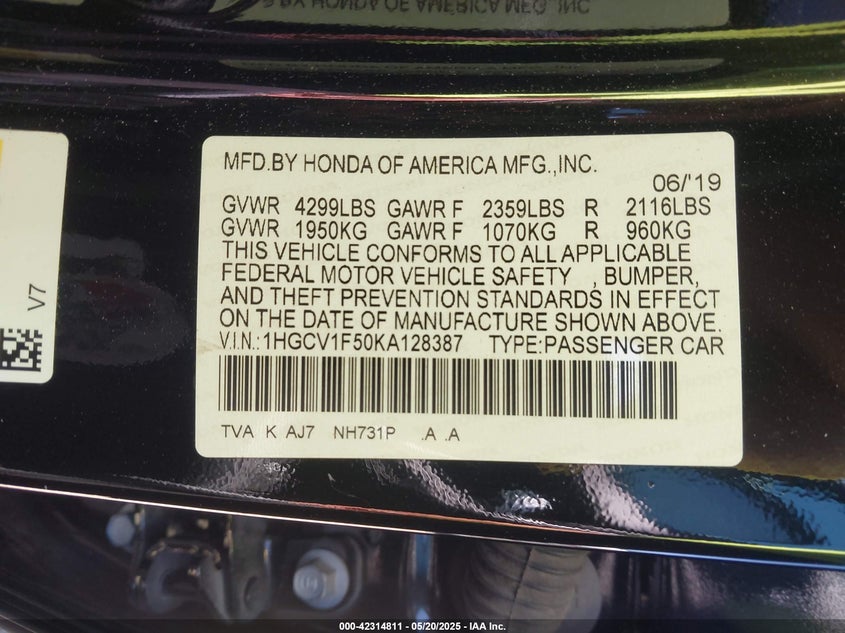 MFD.BY HONDA OF AMERICA MFG.,INC.
06/'19
GVWR 4299LBS GAWR F 2359LBS R 2116LBS
GVWR 1950KG GAWR F 1070KG R 960KG
THIS VEHICLE CONFORMS TO ALL APPLICABLE
FEDERAL MOTOR VEHICLE SAFETY , BUMPER,
AND THEFT PREVENTION STANDARDS IN EFFECT
ON THE DATE OF MANUFACTURE SHOWN ABOVE.
V.I.N.:1HGCV1F50KA128387 TYPE:PASSENGER CAR
TVA K AJ7 NH731P .A .A
V7
000-42314811 — 05/20/2025 — IAA Inc.